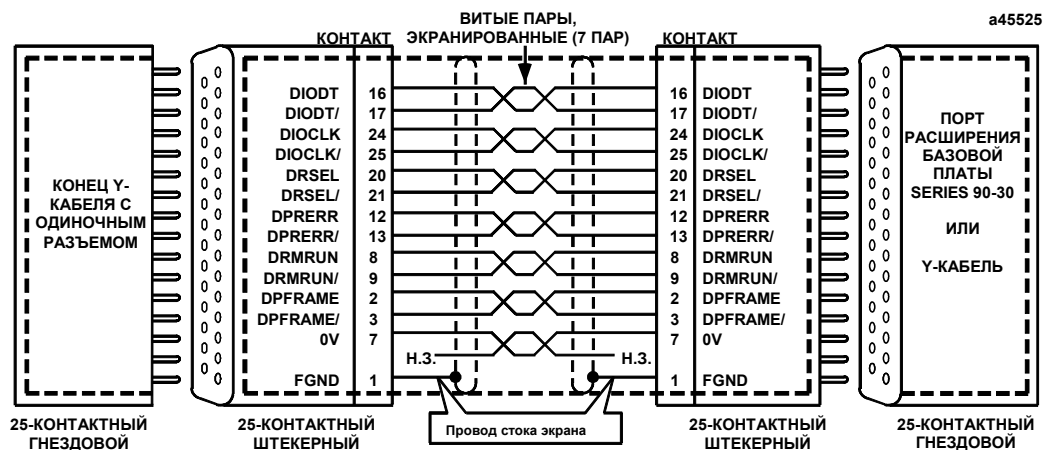 ВИТЫЕ ПАРЫ,
ЭКРАНИРОВАННЫЕ (7 ПАР)
a45525
КОНТАКТ
КОНТАКТ
DIODT 16
DIODT/ 17
DIOCLK 24
DIOCLK/ 25
DRSEL 20
DRSEL/ 21
DPRERR 12
DPRERR/ 13
DRMRUN 8
DRMRUN/ 9
DPFRAME 2
DPFRAME/ 3
0V 7
FGND 1
16 DIODT
17 DIODT/
24 DIOCLK
25 DIOCLK/
20 DRSEL
21 DRSEL/
12 DPRERR
13 DPRERR/
8 DRMRUN
9 DRMRUN/
2 DPFRAME
3 DPFRAME/
7 0V
1 FGND
Н.З.
Н.З.
КОНЕЦ Y-
КАБЕЛЯ С
ОДИНОЧНЫМ
РАЗЪЕМОМ
ПОРТ
РАСШИРЕНИЯ
БАЗОВОЙ
ПЛАТЫ
SERIES 90-30
ИЛИ
Y-КАБЕЛЬ
Провод стока экрана
25-КОНТАКТНЫЙ
ГНЕЗДОВОЙ
25-КОНТАКТНЫЙ
ШТЕКЕРНЫЙ
25-КОНТАКТНЫЙ
ШТЕКЕРНЫЙ
25-КОНТАКТНЫЙ
ГНЕЗДОВОЙ